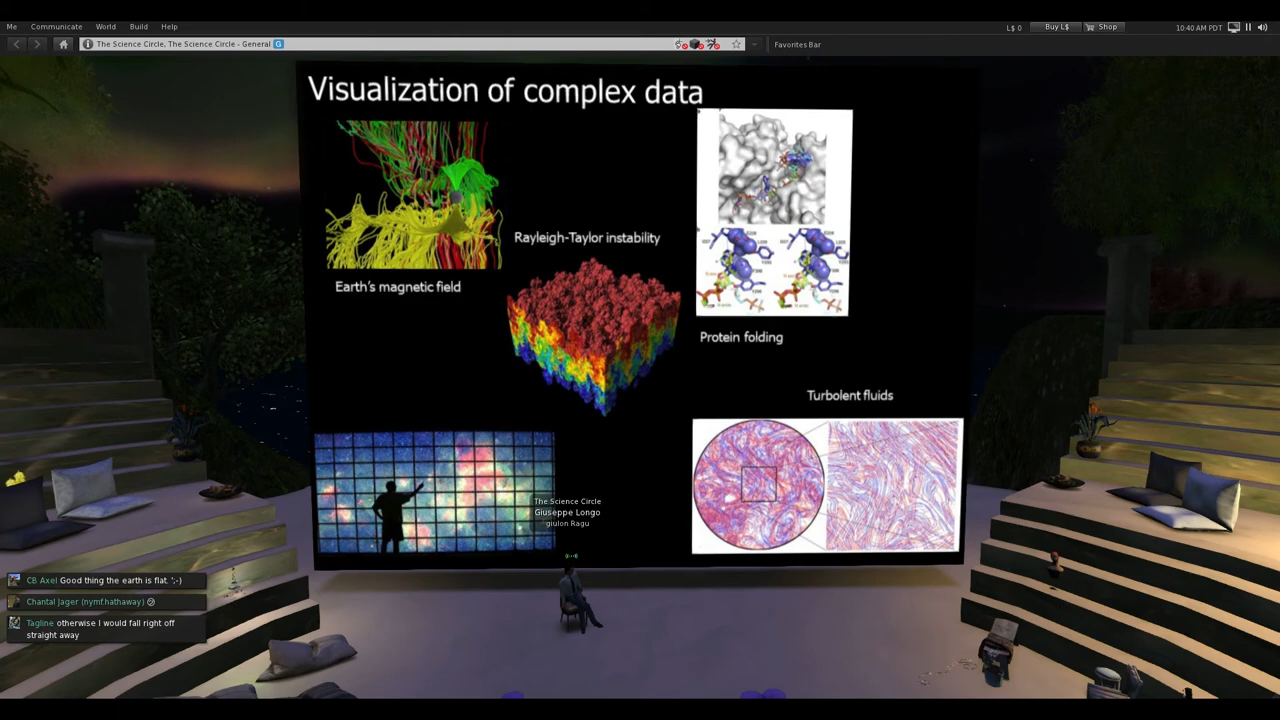 Me Communicate World Build Help
L$ 0 Buy L$ Shop 10:40 AM PDT
The Science Circle, The Science Circle - General G
Favorites Bar
Visualization of complex data
Rayleigh-Taylor instability
Earth's magnetic field
Protein folding
Turbolent fluids
The Science Circle
Giuseppe Longo
giulon Ragu
CB Axel Good thing the earth is flat. ';-)
Chantal Jager (nymf.hathaway)
Tagline otherwise I would fall right off
straight away